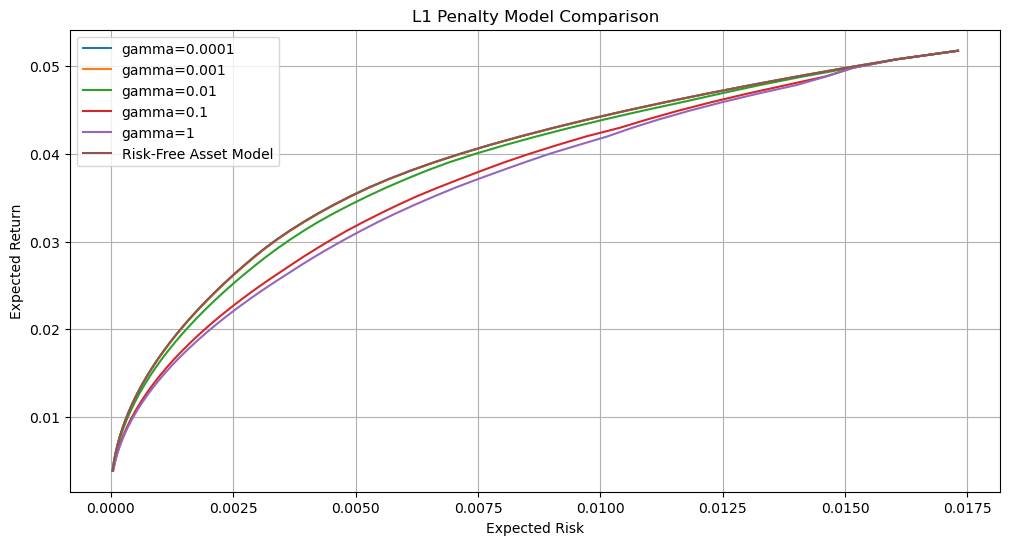 L1 Penalty Model Comparison
gamma=0.0001
gamma=0.001
gamma=0.01
gamma=0.1
gamma=1
Risk-Free Asset Model
Expected Return
0.05
0.04
0.03
0.02
0.01
0.0000 0.0025 0.0050 0.0075 0.0100 0.0125 0.0150 0.0175
Expected Risk